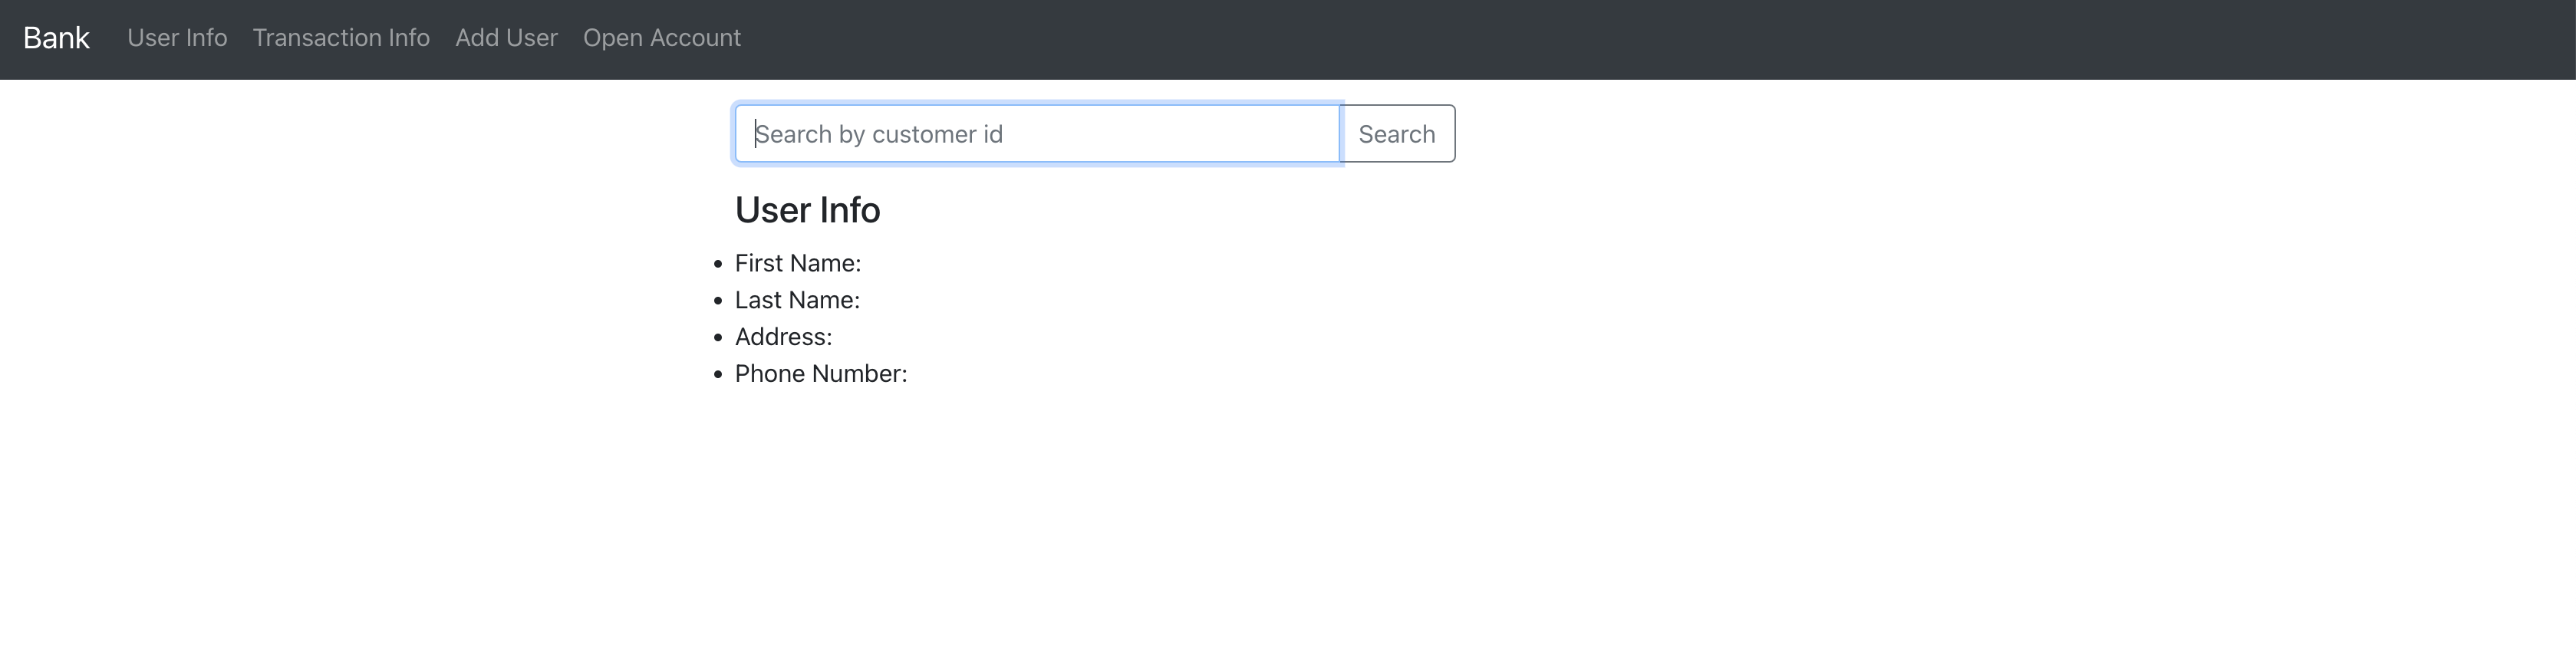 Bank User Info Transaction Info Add User Open Account
Search by customer id Search
User Info
• First Name:
• Last Name:
• Address:
• Phone Number: